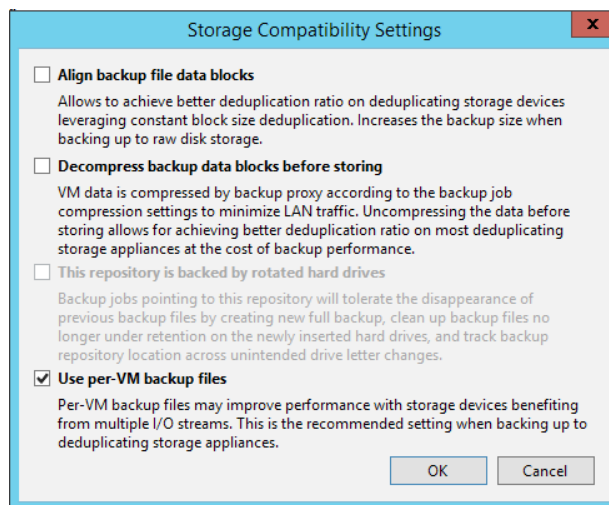 Storage Compatibility Settings
x
Align backup file data blocks
Allows to achieve better deduplication ratio on deduplicating storage devices
leveraging constant block size deduplication. Increases the backup size when
backing up to raw disk storage.
Decompress backup data blocks before storing
VM data is compressed by backup proxy according to the backup job
compression settings to minimize LAN traffic. Uncompressing the data before
storing allows for achieving better deduplication ratio on most deduplicating
storage appliances at the cost of backup performance.
This repository is backed by rotated hard drives
Backup jobs pointing to this repository will tolerate the disappearance of
previous backup files by creating new full backup, clean up backup files no
longer under retention on the newly inserted hard drives, and track backup
repository location across unintended drive letter changes.
Use per-VM backup files
Per-VM backup files may improve performance with storage devices benefiting
from multiple I/O streams. This is the recommended setting when backing up to
deduplicating storage appliances.
OK
Cancel